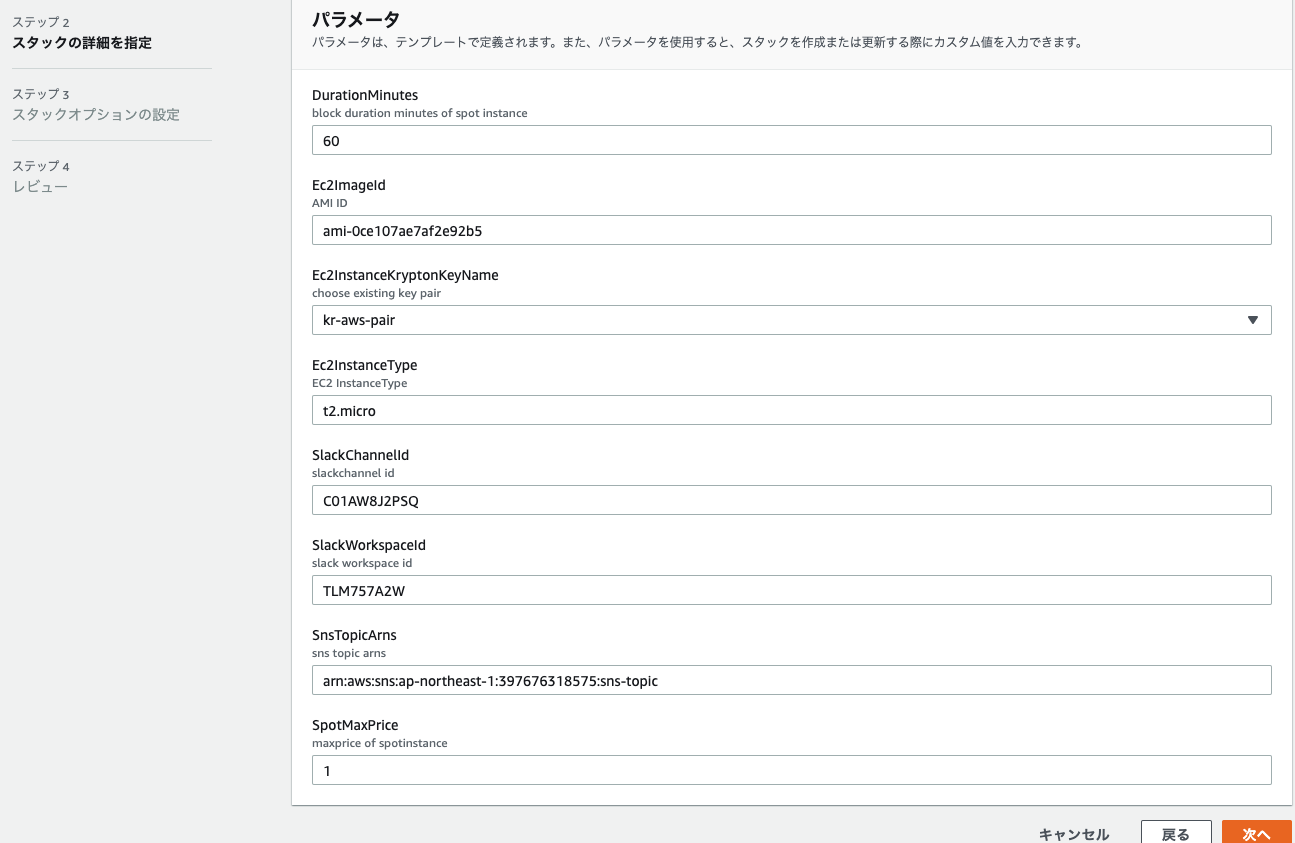 ステップ 2
スタックの詳細を指定
ステップ 3
スタックオプションの設定
ステップ 4
レビュー
パラメータ
パラメータは、テンプレートで定義されます。また、パラメータを使用すると、スタックを作成または更新する際にカスタム値を入力できます。
DurationMinutes
block duration minutes of spot instance
60
Ec2ImageId
AMI ID
ami-0ce107ae7af2e92b5
Ec2InstanceKryptonKeyName
choose existing key pair
kr-aws-pair
Ec2InstanceType
EC2 InstanceType
t2.micro
SlackChannelId
slackchannel id
C01AW8J2PSQ
SlackWorkspaceId
slack workspace id
TLM757A2W
SnsTopicArns
sns topic arns
arn:aws:sns:ap-northeast-1:397676318575:sns-topic
SpotMaxPrice
maxprice of spotinstance
1
キャンセル
戻る
次へ